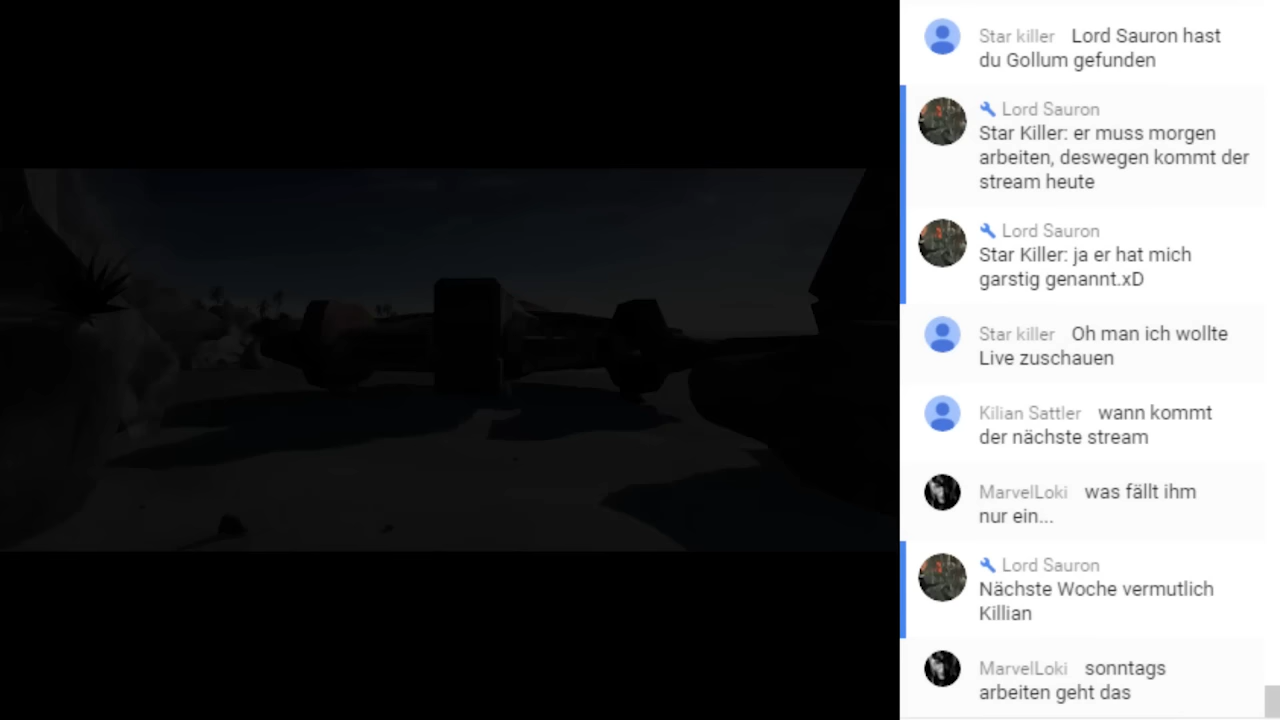 Star killer Lord Sauron hast
du Gollum gefunden
Lord Sauron
Star Killer: er muss morgen
arbeiten, deswegen kommt der
stream heute
Lord Sauron
Star Killer: ja er hat mich
garstig genannt.xD
Star killer Oh man ich wollte
Live zuschauen
Kilian Sattler wann kommt
der nächste stream
MarvelLoki was fällt ihm
nur ein...
Lord Sauron
Nächste Woche vermutlich
Killian
MarvelLoki sonntags
arbeiten geht das